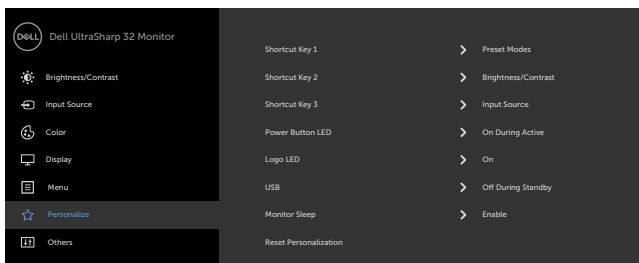 DELL Dell UltraSharp 32 Monitor
Brightness/Contrast
Input Source
Color
Display
Menu
Personalize
Others
Shortcut Key 1 Preset Modes
Shortcut Key 2 Brightness/Contrast
Shortcut Key 3 Input Source
Power Button LED On During Active
Logo LED On
USB Off During Standby
Monitor Sleep Enable
Reset Personalization